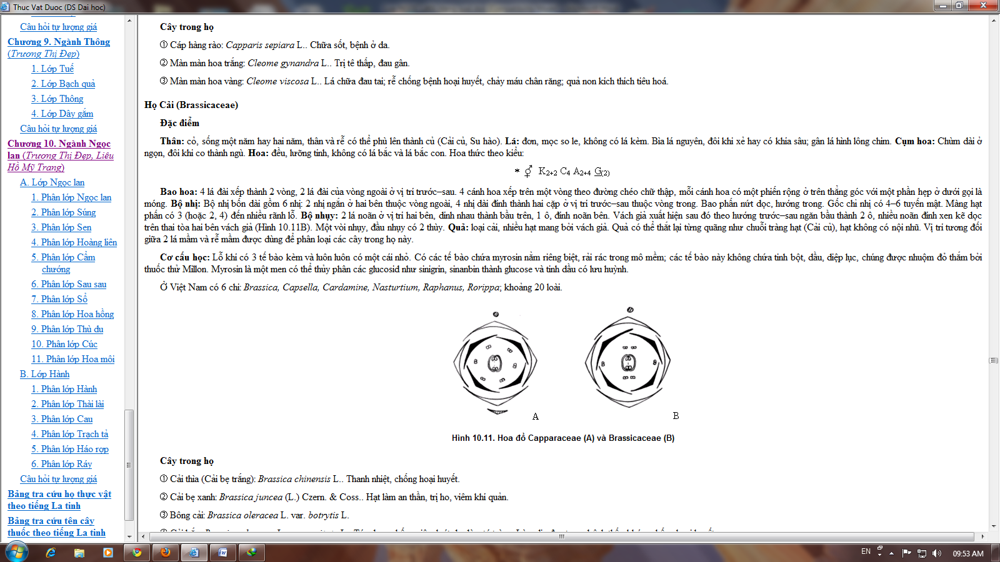 Thuc Vat Duoc (DS Dai hoc)
Câu hỏi tự lượng giá
Chương 9. Ngành Thông
(Trương Thị Đẹp)
1. Lớp Tuế
2. Lớp Bạch quả
3. Lớp Thông
4. Lớp Dây gắm
Câu hỏi tự lượng giá
Chương 10. Ngành Ngọc
lan (Trương Thị Đẹp, Liêu
Hồ Mỹ Trang)
A. Lớp Ngọc lan
1. Phân lớp Ngọc lan
2. Phân lớp Súng
3. Phân lớp Sen
4. Phân lớp Hoàng liên
5. Phân lớp Cẩm
chướng
6. Phân lớp Sau sau
7. Phân lớp Sổ
8. Phân lớp Hoa hồng
9. Phân lớp Thù du
10. Phân lớp Cúc
11. Phân lớp Hoa môi
B. Lớp Hành
1. Phân lớp Hành
2. Phân lớp Thài lài
3. Phân lớp Cau
4. Phân lớp Trạch tả
5. Phân lớp Háo rợp
6. Phân lớp Ráy
Câu hỏi tự lượng giá
Bảng tra cứu họ thực vật
theo tiếng La tinh
Bảng tra cứu tên cây
thuốc theo tiếng La tinh
Cây trong họ
① Cáp hàng rào: Capparis sepiara L.. Chữa sốt, bệnh ở da.
② Màn màn hoa trắng: Cleome gynandra L.. Trị tê thấp, đau gân.
③ Màn màn hoa vàng: Cleome viscosa L.. Lá chữa đau tai; rễ chống bệnh hoại huyết, chảy máu chân răng; quả non kích thích tiêu hoá.
Họ Cải (Brassicaceae)
Đặc điểm
Thân: cỏ, sống một năm hay hai năm, thân và rễ có thể phù lên thành củ (Cải củ, Su hào). Lá: đơn, mọc so le, không có lá kèm. Bìa lá nguyên, đôi khi xẻ hay có khía sâu; gân lá hình lông chim. Cụm hoa: Chùm dài ở
ngọn, đôi khi co thành ngù. Hoa: đều, lưỡng tính, không có lá bắc và lá bắc con. Hoa thức theo kiểu:
* ⚥ K2+2 C4 A2+4 G(2)
Bao hoa: 4 lá đài xếp thành 2 vòng, 2 lá đài của vòng ngoài ở vị trí trước–sau. 4 cánh hoa xếp trên một vòng theo đường chéo chữ thập, mỗi cánh hoa có một phiến rộng ở trên thẳng góc với một phần hẹp ở dưới gọi là
móng. Bộ nhị: Bộ nhị bốn dài gồm 6 nhị: 2 nhị ngắn ở hai bên thuộc vòng ngoài, 4 nhị dài đính thành hai cặp ở vị trí trước–sau thuộc vòng trong. Bao phấn nứt dọc, hướng trong. Gốc chỉ nhị có 4–6 tuyến mật. Màng hạt
phấn có 3 (hoặc 2, 4) đến nhiều rãnh lỗ. Bộ nhụy: 2 lá noãn ở vị trí hai bên, dính nhau thành bầu trên, 1 ô, đính noãn bên. Vách giả xuất hiện sau đó theo hướng trước–sau ngăn bầu thành 2 ô, nhiều noãn đính xen kẽ dọc
trên thai tòa hai bên vách giả (Hình 10.11B). Một vòi nhụy, đầu nhụy có 2 thùy. Quả: loại cải, nhiều hạt mang bởi vách giả. Quả có thể thắt lại từng quãng như chuỗi tràng hạt (Cải củ), hạt không có nội nhũ. Vị trí tương đối
giữa 2 lá mầm và rễ mầm được dùng để phân loại các cây trong họ này.
Cơ cấu học: Lỗ khí có 3 tế bào kèm và luôn luôn có một cái nhỏ. Có các tế bào chứa myrosin nằm riêng biệt, rải rác trong mô mềm; các tế bào này không chứa tinh bột, dầu, diệp lục, chúng được nhuộm đỏ thắm bởi
thuốc thử Millon. Myrosin là một men có thể thủy phân các glucosid như sinigrin, sinanbin thành glucose và tinh dầu có lưu huỳnh.
Ở Việt Nam có 6 chi: Brassica, Capsella, Cardamine, Nasturtium, Raphanus, Rorippa; khoảng 20 loài.
A
B
Hình 10.11. Hoa đồ Capparaceae (A) và Brassicaceae (B)
Cây trong họ
① Cải thìa (Cải bẹ trắng): Brassica chinensis L.. Thanh nhiệt, chống hoại huyết.
② Cải bẹ xanh: Brassica juncea (L.) Czern. & Coss.. Hạt làm an thần, trị ho, viêm khí quản.
③ Bông cải: Brassica oleracea L. var. botrytis L.
EN
09:53 AM